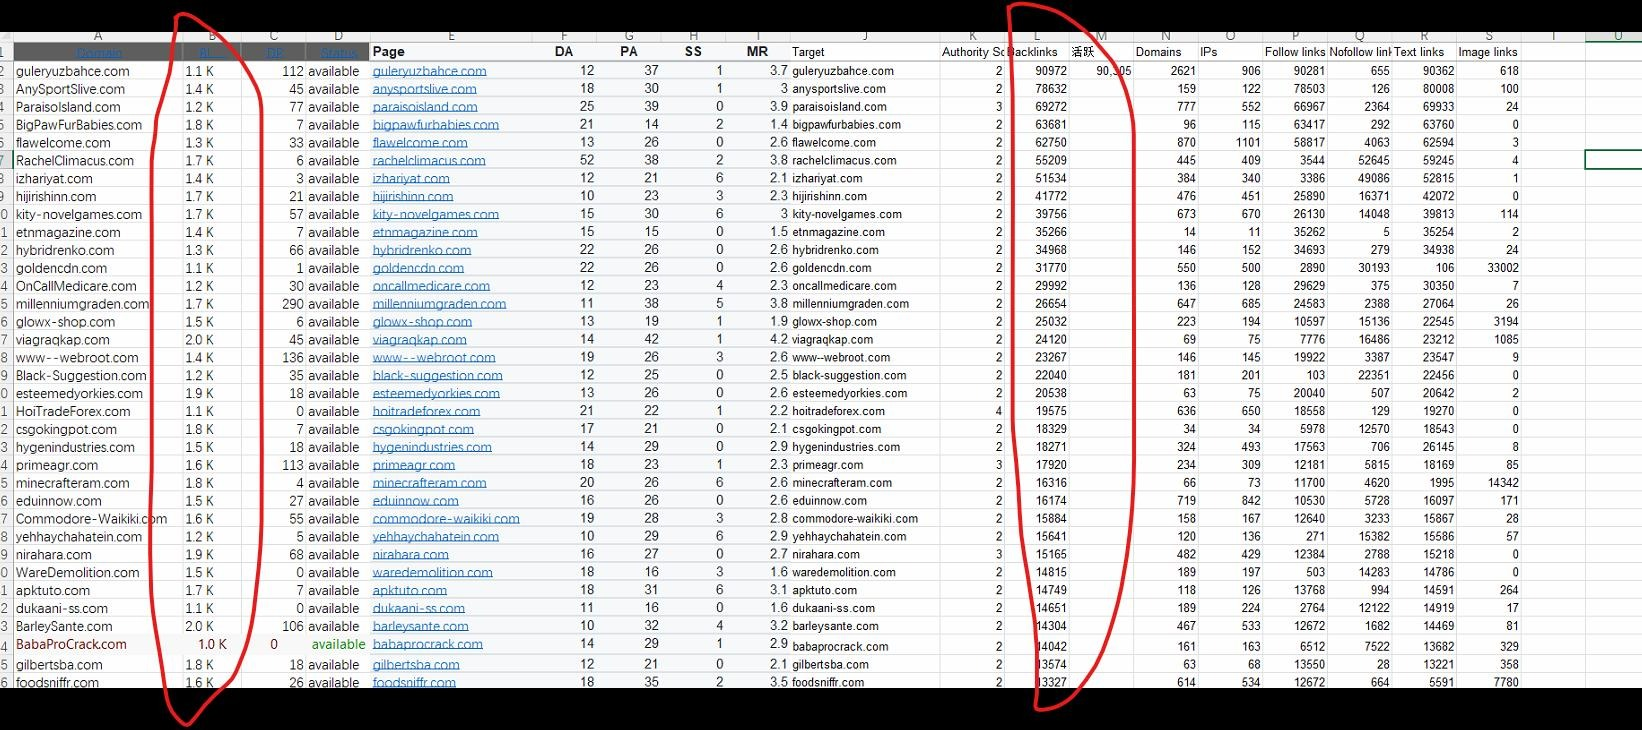 A B C D E F G H I J K L M N O P Q R S T U
1 Domain BL DP Status Page DA PA SS MR Target Authority Sc Backlinks 活跃 Domains IPs Follow links Nofollow link Text links Image links
2 guleryuzbahce.com 1.1 K 112 available guleryuzbahce.com 12 37 1 3.7 guleryuzbahce.com 2 90972 90,305 2621 906 90281 655 90362 618
3 AnySportSlive.com 1.4 K 45 available anysportslive.com 18 30 1 3 anysportslive.com 2 78632 159 122 78503 126 80008 100
4 ParaisoIsland.com 1.2 K 77 available paraisoisland.com 25 39 0 3.9 paraisoisland.com 3 69272 777 552 66967 2364 69933 24
5 BigPawFurBabies.com 1.8 K 7 available bigpawfurbabies.com 21 14 2 1.4 bigpawfurbabies.com 2 63681 96 115 63417 292 63760 0
6 flawelcome.com 1.3 K 33 available flawelcome.com 13 26 0 2.6 flawelcome.com 2 62750 870 1101 58817 4063 62594 3
7 RachelClimacus.com 1.7 K 6 available rachelclimacus.com 52 38 2 3.8 rachelclimacus.com 2 55209 445 409 3544 52645 59245 4
8 izhariyat.com 1.4 K 3 available izhariyat.com 12 21 6 2.1 izhariyat.com 2 51534 384 340 3386 49086 52815 1
9 hijirishinn.com 1.7 K 21 available hijirishinn.com 10 23 3 2.3 hijirishinn.com 2 41772 476 451 25890 16371 42072 0
0 kity-novelgames.com 1.7 K 57 available kity-novelgames.com 15 30 6 3 kity-novelgames.com 2 39756 673 670 26130 14048 39813 114
1 etnmagazine.com 1.4 K 7 available etnmagazine.com 15 15 0 1.5 etnmagazine.com 2 35266 14 11 35262 5 35254 2
2 hybridrenko.com 1.3 K 66 available hybridrenko.com 22 26 0 2.6 hybridrenko.com 2 34968 146 152 34693 279 34938 24
3 goldencdn.com 1.1 K 1 available goldencdn.com 22 26 0 2.6 goldencdn.com 2 31770 550 500 2890 30193 106 33002
4 OnCallMedicare.com 1.2 K 30 available oncallmedicare.com 12 23 4 2.3 oncallmedicare.com 2 29992 136 128 29629 375 30350 7
5 millenniumgraden.com 1.7 K 290 available millenniumgraden.com 11 38 5 3.8 millenniumgraden.com 2 26654 647 685 24583 2388 27064 26
6 glowx-shop.com 1.5 K 6 available glowx-shop.com 13 19 1 1.9 glowx-shop.com 2 25032 223 194 10597 15136 22545 3194
7 viagraqkap.com 2.0 K 45 available viagraqkap.com 14 42 1 4.2 viagraqkap.com 2 24120 69 75 7776 16486 23212 1085
8 www--webroot.com 1.4 K 136 available www--webroot.com 19 26 3 2.6 www--webroot.com 2 23267 146 145 19922 3387 23547 9
9 Black-Suggestion.com 1.2 K 35 available black-suggestion.com 12 25 0 2.5 black-suggestion.com 2 22040 181 201 103 22351 22456 0
0 esteemedyorkies.com 1.9 K 18 available esteemedyorkies.com 13 26 0 2.6 esteemedyorkies.com 2 20538 63 75 20040 507 20642 2
1 HoiTradeForex.com 1.1 K 0 available hoitradeforex.com 21 22 1 2.2 hoitradeforex.com 4 19575 636 650 18558 129 19270 0
2 csgokingpot.com 1.8 K 7 available csgokingpot.com 17 21 0 2.1 csgokingpot.com 2 18329 34 34 5978 12570 18543 0
3 hygenindustries.com 1.5 K 18 available hygenindustries.com 14 29 0 2.9 hygenindustries.com 2 18271 324 493 17563 706 26145 8
4 primeagr.com 1.6 K 113 available primeagr.com 18 23 1 2.3 primeagr.com 3 17920 234 309 12181 5815 18169 85
5 minecrafteram.com 1.8 K 4 available minecrafteram.com 20 26 6 2.6 minecrafteram.com 2 16316 66 73 11700 4620 1995 14342
6 eduinnow.com 1.5 K 27 available eduinnow.com 16 26 0 2.6 eduinnow.com 2 16174 719 842 10530 5728 16097 171
7 Commodore-Waikiki.com 1.6 K 55 available commodore-waikiki.com 19 28 3 2.8 commodore-waikiki.com 2 15884 158 167 12640 3233 15867 28
8 yehhaychahatein.com 1.2 K 5 available yehhaychahatein.com 10 29 6 2.9 yehhaychahatein.com 2 15641 120 136 271 15382 15586 57
9 nirahara.com 1.9 K 68 available nirahara.com 16 27 0 2.7 nirahara.com 3 15165 482 429 12384 2788 15218 0
0 WareDemolition.com 1.5 K 0 available waredemolition.com 18 16 3 1.6 waredemolition.com 2 14815 189 197 503 14283 14786 0
1 apktuto.com 1.7 K 7 available apktuto.com 18 31 6 3.1 apktuto.com 2 14749 118 126 13768 994 14591 264
2 dukaani-ss.com 1.1 K 0 available dukaani-ss.com 11 16 0 1.6 dukaani-ss.com 2 14651 189 224 2764 12122 14919 17
3 BarleySante.com 2.0 K 106 available barleysante.com 10 32 4 3.2 barleysante.com 2 14304 467 533 12672 1682 14469 81
4 BabaProCrack.com 1.0 K 0 available babaprocrack.com 14 29 1 2.9 babaprocrack.com 2 14042 161 163 6512 7522 13682 329
5 gilbertsba.com 1.8 K 18 available gilbertsba.com 12 21 0 2.1 gilbertsba.com 2 13574 63 68 13550 28 13221 358
6 foodsniffr.com 1.6 K 26 available foodsniffr.com 18 35 2 3.5 foodsniffr.com 2 13327 614 534 12672 664 5591 7780